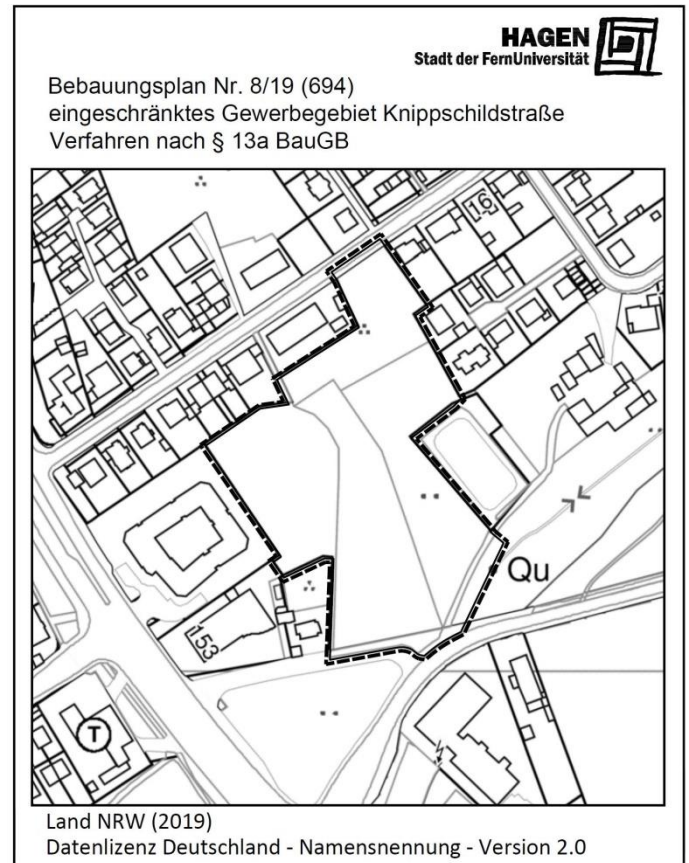 HAGEN
Stadt der FernUniversität
Bebauungsplan Nr. 8/19 (694)
eingeschränktes Gewerbegebiet Knippschildstraße
Verfahren nach § 13a BauGB
16
1
Qu
153
T
Land NRW (2019)
Datenlizenz Deutschland - Namensnennung - Version 2.0